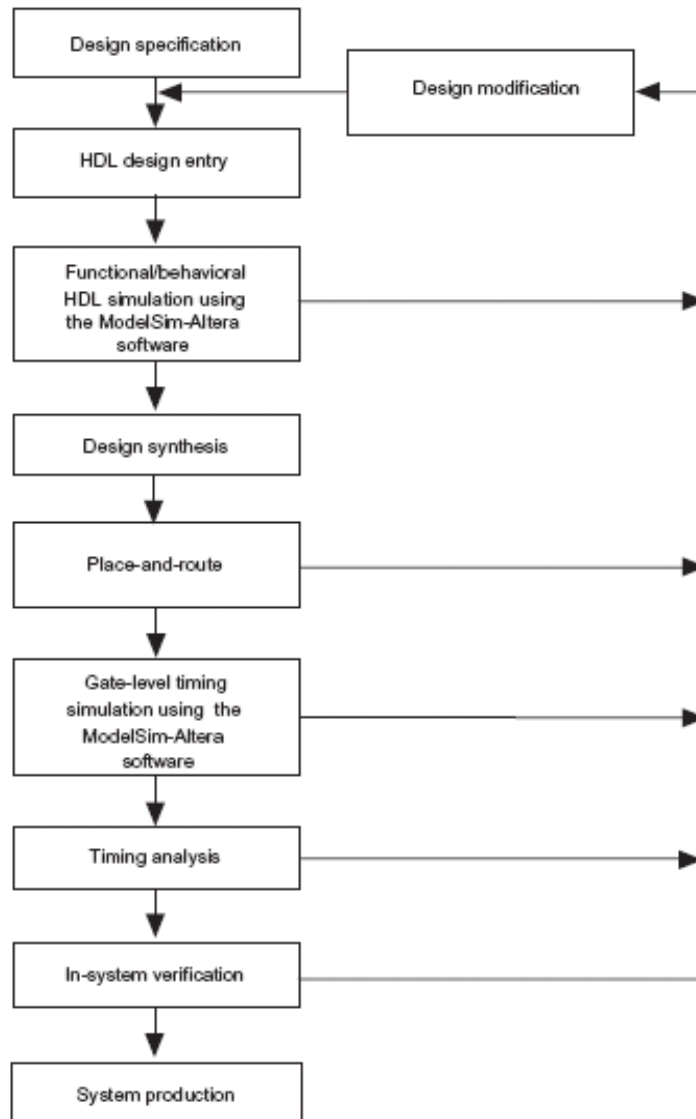 Design specification
Design modification
HDL design entry
Functional/behavioral
HDL simulation using
the ModelSim-Altera
software
Design synthesis
Place-and-route
Gate-level timing
simulation using the
ModelSim-Altera
software
Timing analysis
In-system verification
System production